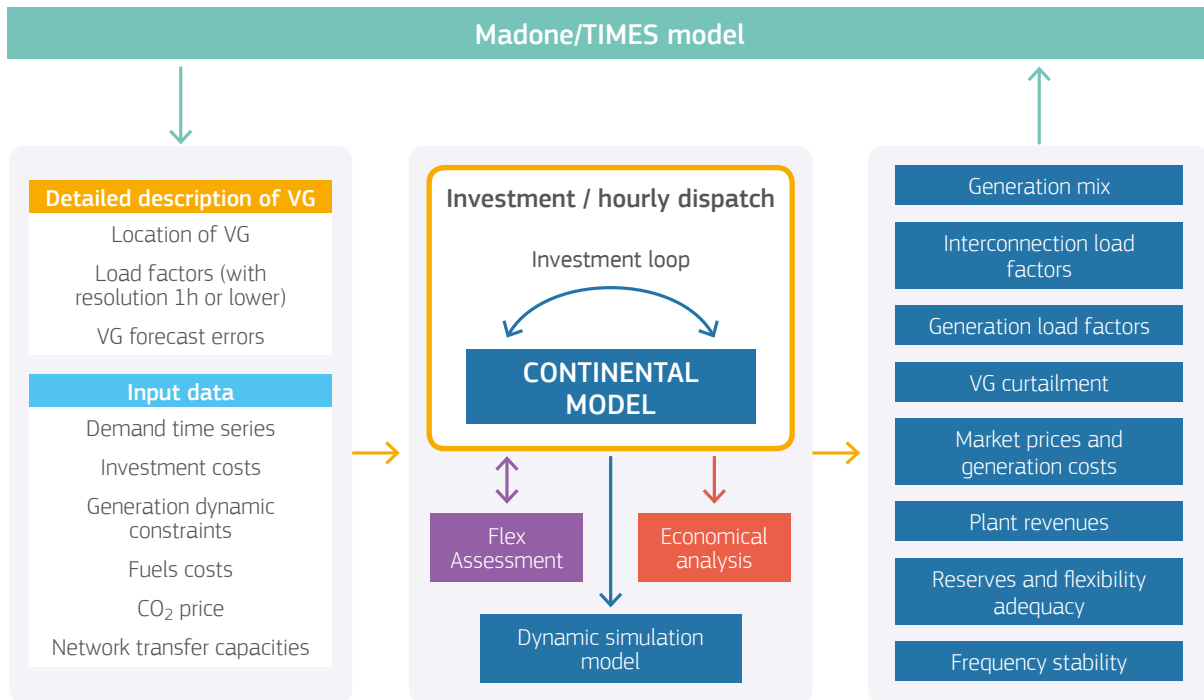 Madone/TIMES model
Detailed description of VG
Location of VG
Load factors (with
resolution 1h or lower)
VG forecast errors
Input data
Demand time series
Investment costs
Generation dynamic
constraints
Fuels costs
CO₂ price
Network transfer capacities
Investment / hourly dispatch
Investment loop
CONTINENTAL
MODEL
Flex
Assessment
Economical
analysis
Dynamic simulation
model
Generation mix
Interconnection load
factors
Generation load factors
VG curtailment
Market prices and
generation costs
Plant revenues
Reserves and flexibility
adequacy
Frequency stability